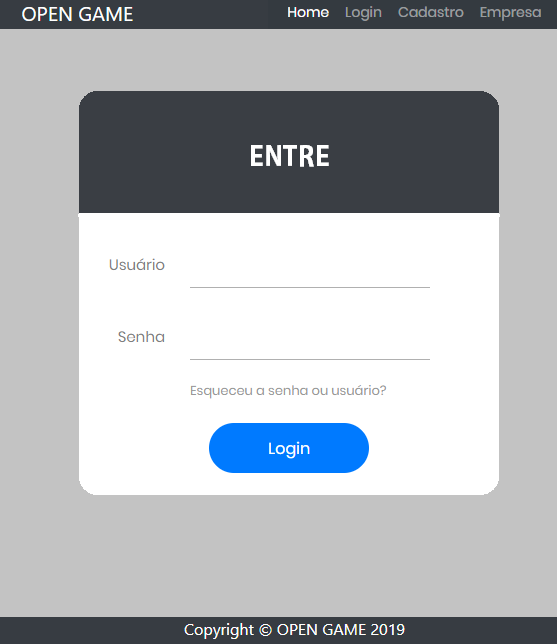 OPEN GAME Home Login Cadastro Empresa
ENTRE
Usuário
Senha
Esqueceu a senha ou usuário?
Login
Copyright © OPEN GAME 2019